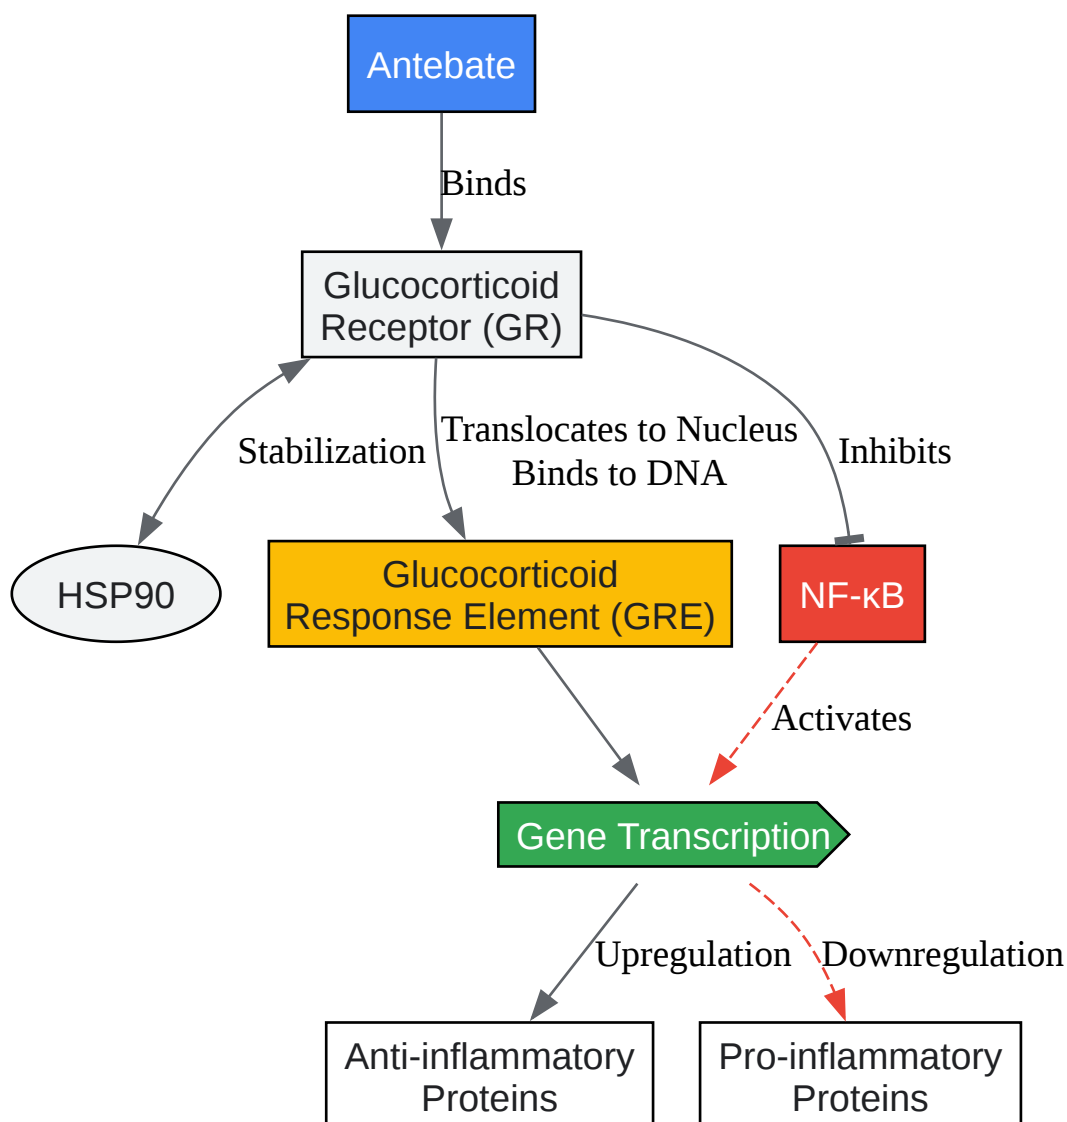 Antebate
Binds
Glucocorticoid
Receptor (GR)
Stabilization
Translocates to Nucleus
Binds to DNA
Inhibits
HSP90
Glucocorticoid
Response Element (GRE)
NF-κB
Activates
Gene Transcription
Upregulation
Downregulation
Anti-inflammatory
Proteins
Pro-inflammatory
Proteins